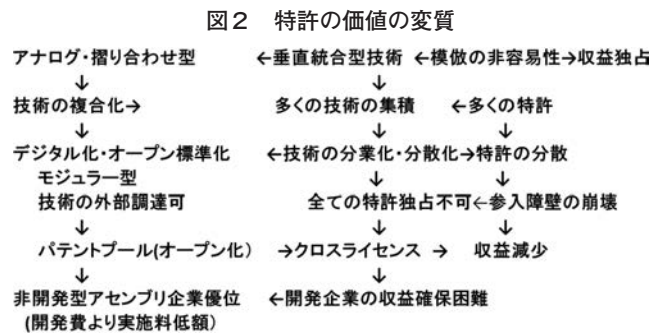 図2 特許の価値の変質
アナログ・摺り合わせ型 ←垂直統合型技術 ←模倣の非容易性→収益独占
↓ ↓
技術の複合化→ 多くの技術の集積 ←多くの特許
↓ ↓ ↓
デジタル化・オープン標準化 ←技術の分業化・分散化→特許の分散
モジュラー型 ↓ ↓
技術の外部調達可 全ての特許独占不可←参入障壁の崩壊
↓ ↓ ↓
パテントプール(オープン化) →クロスライセンス → 収益減少
↓ ↓
非開発型アセンブリ企業優位 ←開発企業の収益確保困難
(開発費より実施料低額)